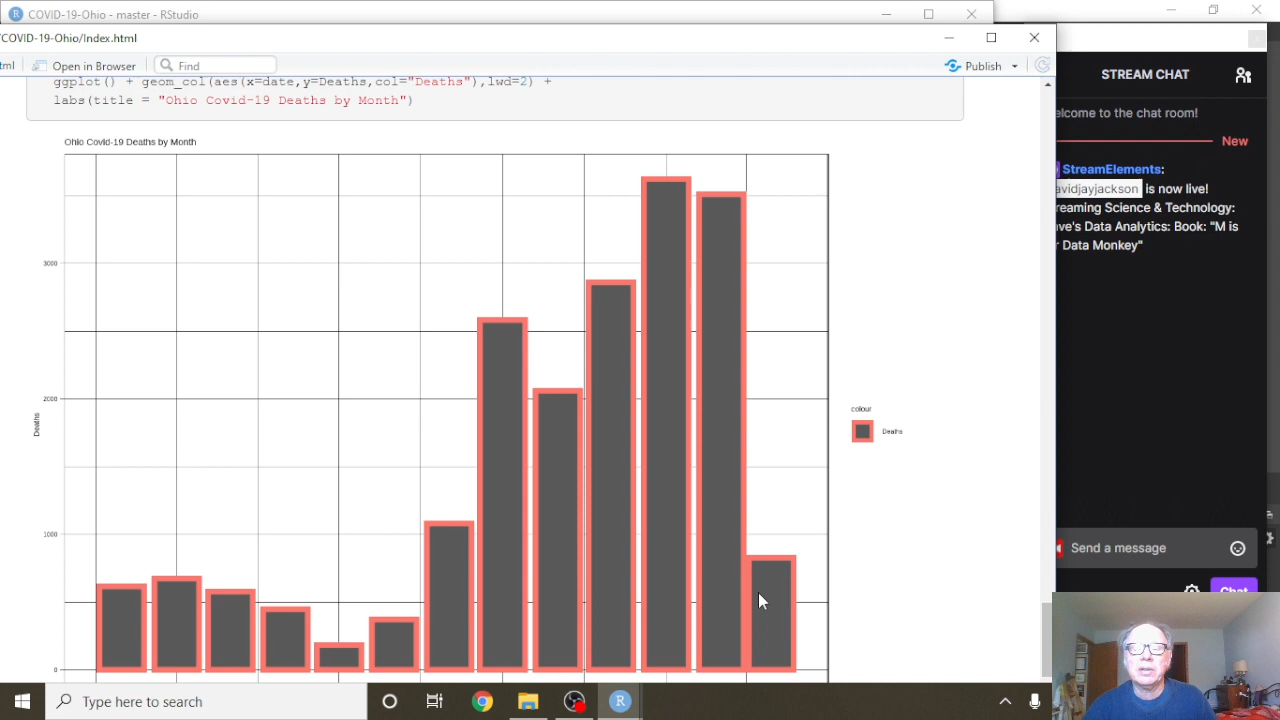 COVID-19-Ohio - master - RStudio
COVID-19-Ohio/Index.html
Open in Browser
Find
Publish
ggplot() + geom_col(aes(x=date,y=Deaths,col="Deaths"),lwd=2) +
labs(title = "Ohio Covid-19 Deaths by Month")
Ohio Covid-19 Deaths by Month
3000
2000
1000
0
Deaths
colour
Deaths
STREAM CHAT
elcome to the chat room!
New
StreamElements:
avidjayjackson is now live!
reaming Science & Technology:
ve's Data Analytics: Book: "M is
r Data Monkey"
Send a message
Chat
Type here to search